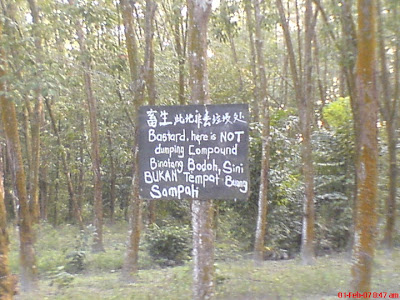 畜生 此地非丢垃圾处
Bastard, here is NOT
dumping Compound
Binatang Bodoh, Sini
BUKAN Tempat Buang
Sampah